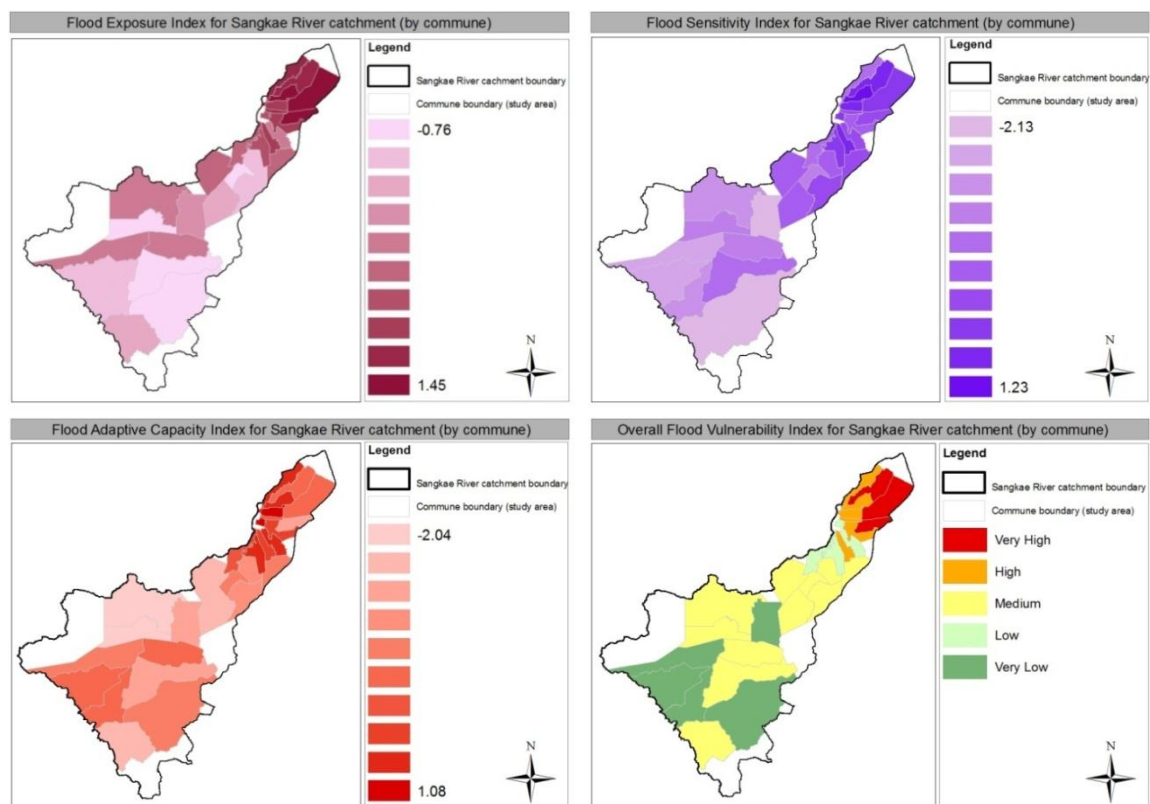 Flood Exposure Index for Sangkae River catchment (by commune)
Legend
Sangkae River catchment boundary
Commune boundary (study area)
-0.76
1.45
N
Flood Sensitivity Index for Sangkae River catchment (by commune)
Legend
Sangkae River catchment boundary
Commune boundary (study area)
-2.13
1.23
N
Flood Adaptive Capacity Index for Sangkae River catchment (by commune)
Legend
Sangkae River catchment boundary
Commune boundary (study area)
-2.04
1.08
N
Overall Flood Vulnerability Index for Sangkae River catchment (by commune)
Legend
Sangkae River catchment boundary
Commune boundary (study area)
Very High
High
Medium
Low
Very Low
N